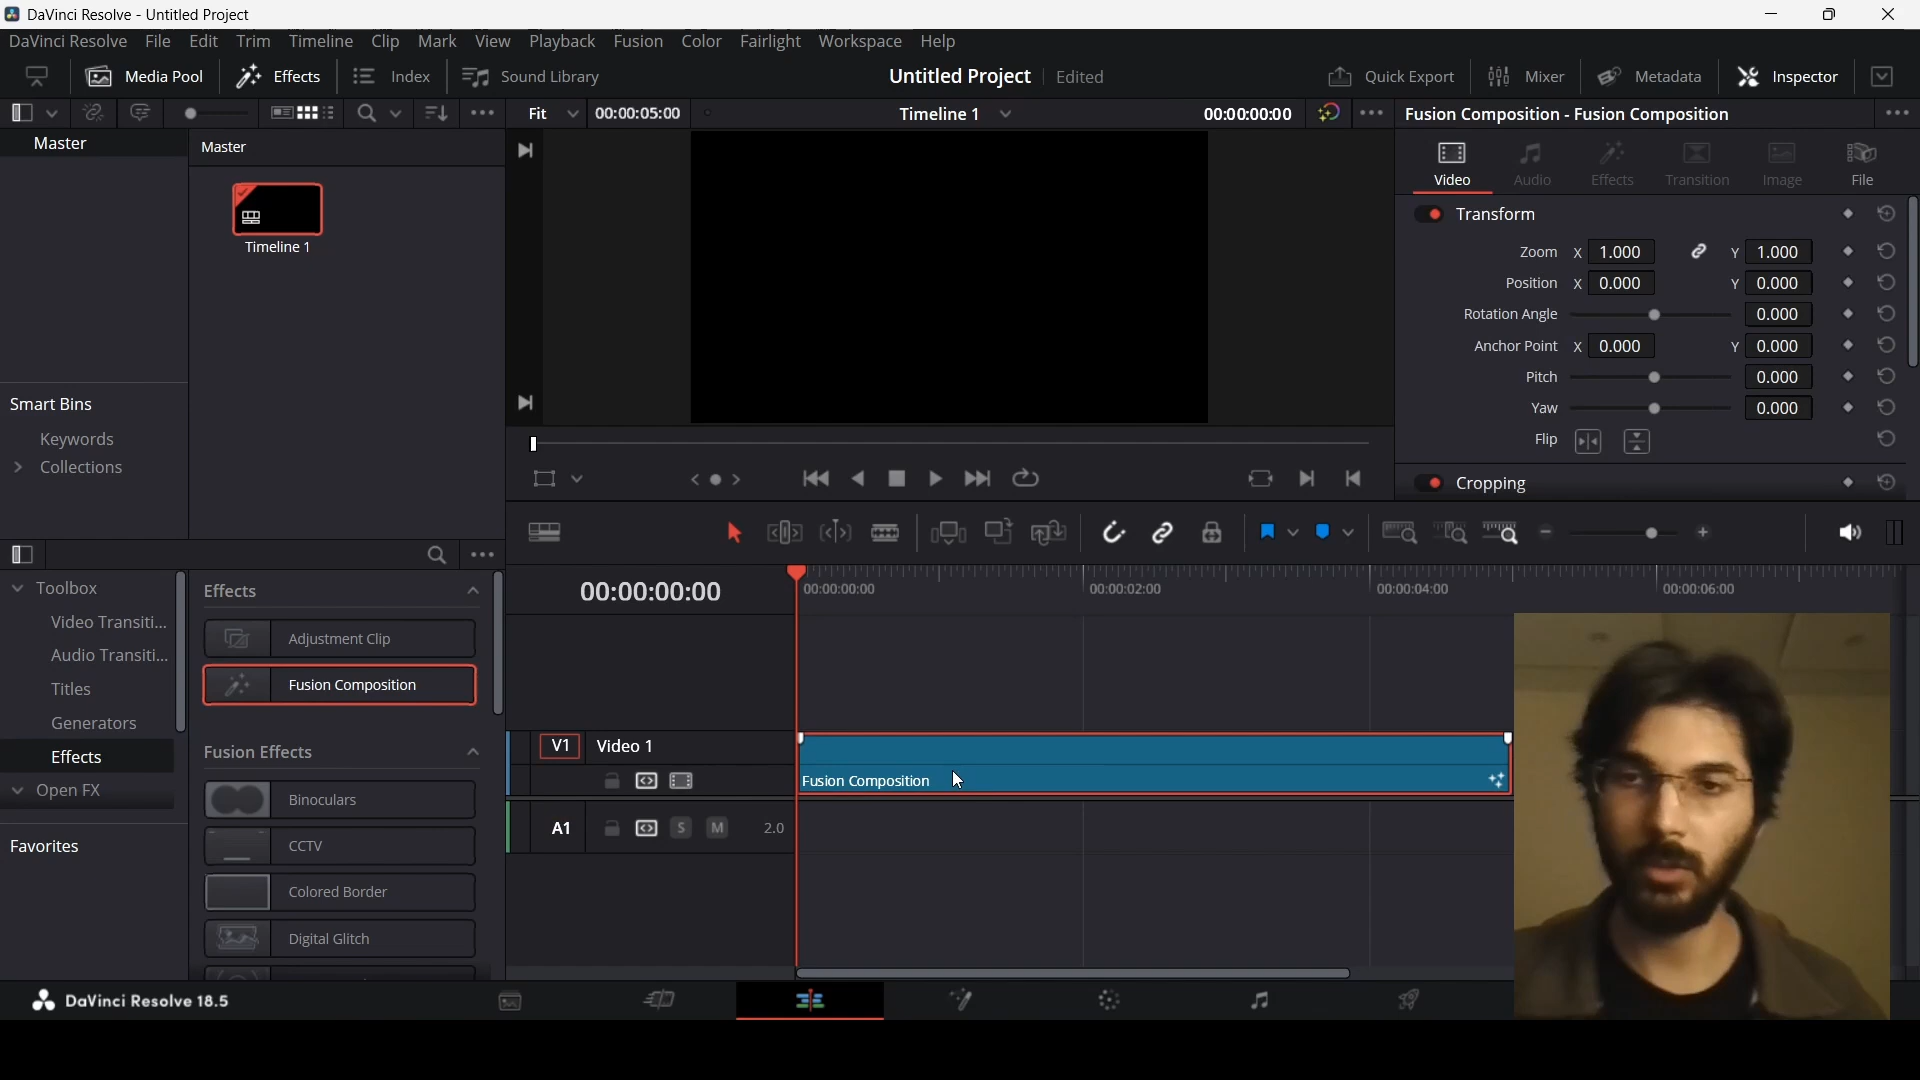 DaVinci Resolve - Untitled Project
DaVinci Resolve File Edit Trim Timeline Clip Mark View Playback Fusion Color Fairlight Workspace Help
Media Pool Effects Index Sound Library Untitled Project Edited Quick Export Mixer Metadata Inspector
Fit 00:00:05:00 Timeline 1 00:00:00:00 Fusion Composition - Fusion Composition
Master Master
Timeline 1
Video Audio Effects Transition Image File
Transform
Zoom X 1.000 Y 1.000
Position X 0.000 Y 0.000
Rotation Angle 0.000
Anchor Point X 0.000 Y 0.000
Pitch 0.000
Yaw 0.000
Flip
Cropping
Smart Bins
Keywords
Collections
Toolbox
Video Transiti...
Audio Transiti...
Titles
Generators
Effects
Open FX
Favorites
Effects
Adjustment Clip
Fusion Composition
Fusion Effects
Binoculars
CCTV
Colored Border
Digital Glitch
00:00:00:00 00:00:00:00 00:00:02:00 00:00:04:00 00:00:06:00
V1 Video 1
Fusion Composition
A1 S M 2.0
DaVinci Resolve 18.5